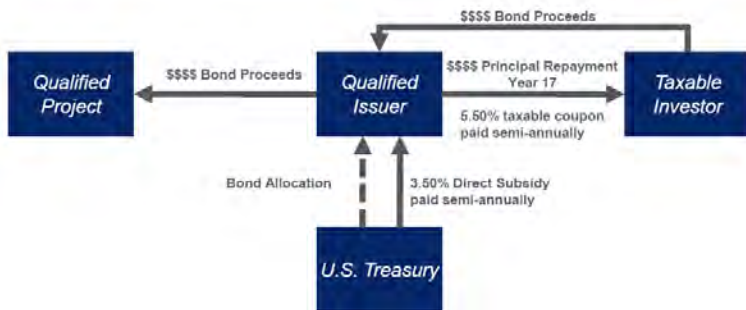 $$$$ Bond Proceeds
Qualified
Project
$$$$ Bond Proceeds
Qualified
Issuer
$$$$ Principal Repayment
Year 17
5.50% taxable coupon
paid semi-annually
Taxable
Investor
Bond Allocation
3.50% Direct Subsidy
paid semi-annually
U.S. Treasury